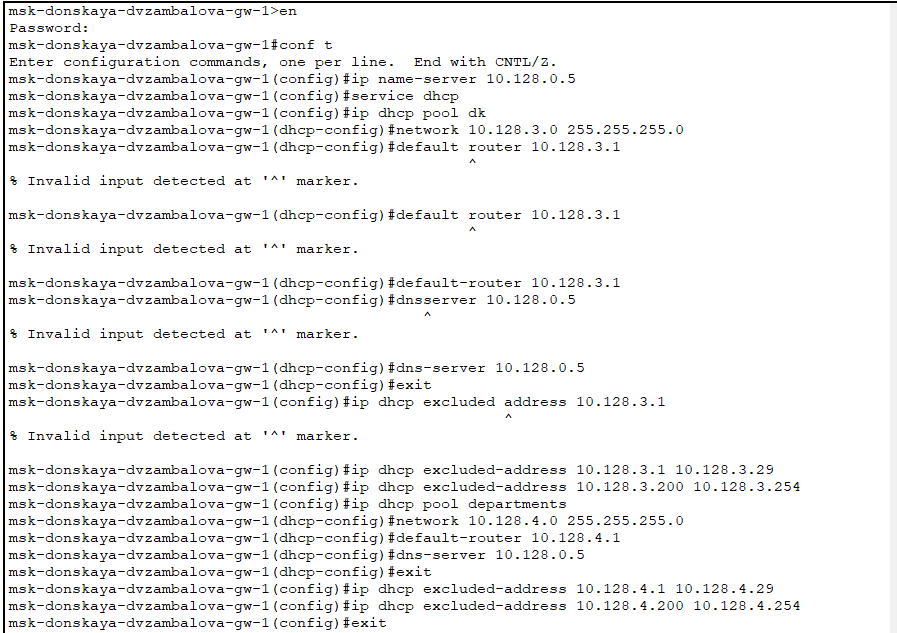 msk-donskaya-dvzambalova-gw-1>en
Password:
msk-donskaya-dvzambalova-gw-1#conf t
Enter configuration commands, one per line.  End with CNTL/Z.
msk-donskaya-dvzambalova-gw-1(config)#ip name-server 10.128.0.5
msk-donskaya-dvzambalova-gw-1(config)#service dhcp
msk-donskaya-dvzambalova-gw-1(config)#ip dhcp pool dk
msk-donskaya-dvzambalova-gw-1(dhcp-config)#network 10.128.3.0 255.255.255.0
msk-donskaya-dvzambalova-gw-1(dhcp-config)#default router 10.128.3.1
^
% Invalid input detected at '^' marker.
msk-donskaya-dvzambalova-gw-1(dhcp-config)#default router 10.128.3.1
^
% Invalid input detected at '^' marker.
msk-donskaya-dvzambalova-gw-1(dhcp-config)#default-router 10.128.3.1
msk-donskaya-dvzambalova-gw-1(dhcp-config)#dnsserver 10.128.0.5
^
% Invalid input detected at '^' marker.
msk-donskaya-dvzambalova-gw-1(dhcp-config)#dns-server 10.128.0.5
msk-donskaya-dvzambalova-gw-1(dhcp-config)#exit
msk-donskaya-dvzambalova-gw-1(config)#ip dhcp excluded address 10.128.3.1
^
% Invalid input detected at '^' marker.
msk-donskaya-dvzambalova-gw-1(config)#ip dhcp excluded-address 10.128.3.1 10.128.3.29
msk-donskaya-dvzambalova-gw-1(config)#ip dhcp excluded-address 10.128.3.200 10.128.3.254
msk-donskaya-dvzambalova-gw-1(config)#ip dhcp pool departments
msk-donskaya-dvzambalova-gw-1(dhcp-config)#network 10.128.4.0 255.255.255.0
msk-donskaya-dvzambalova-gw-1(dhcp-config)#default-router 10.128.4.1
msk-donskaya-dvzambalova-gw-1(dhcp-config)#dns-server 10.128.0.5
msk-donskaya-dvzambalova-gw-1(dhcp-config)#exit
msk-donskaya-dvzambalova-gw-1(config)#ip dhcp excluded-address 10.128.4.1 10.128.4.29
msk-donskaya-dvzambalova-gw-1(config)#ip dhcp excluded-address 10.128.4.200 10.128.4.254
msk-donskaya-dvzambalova-gw-1(config)#exit